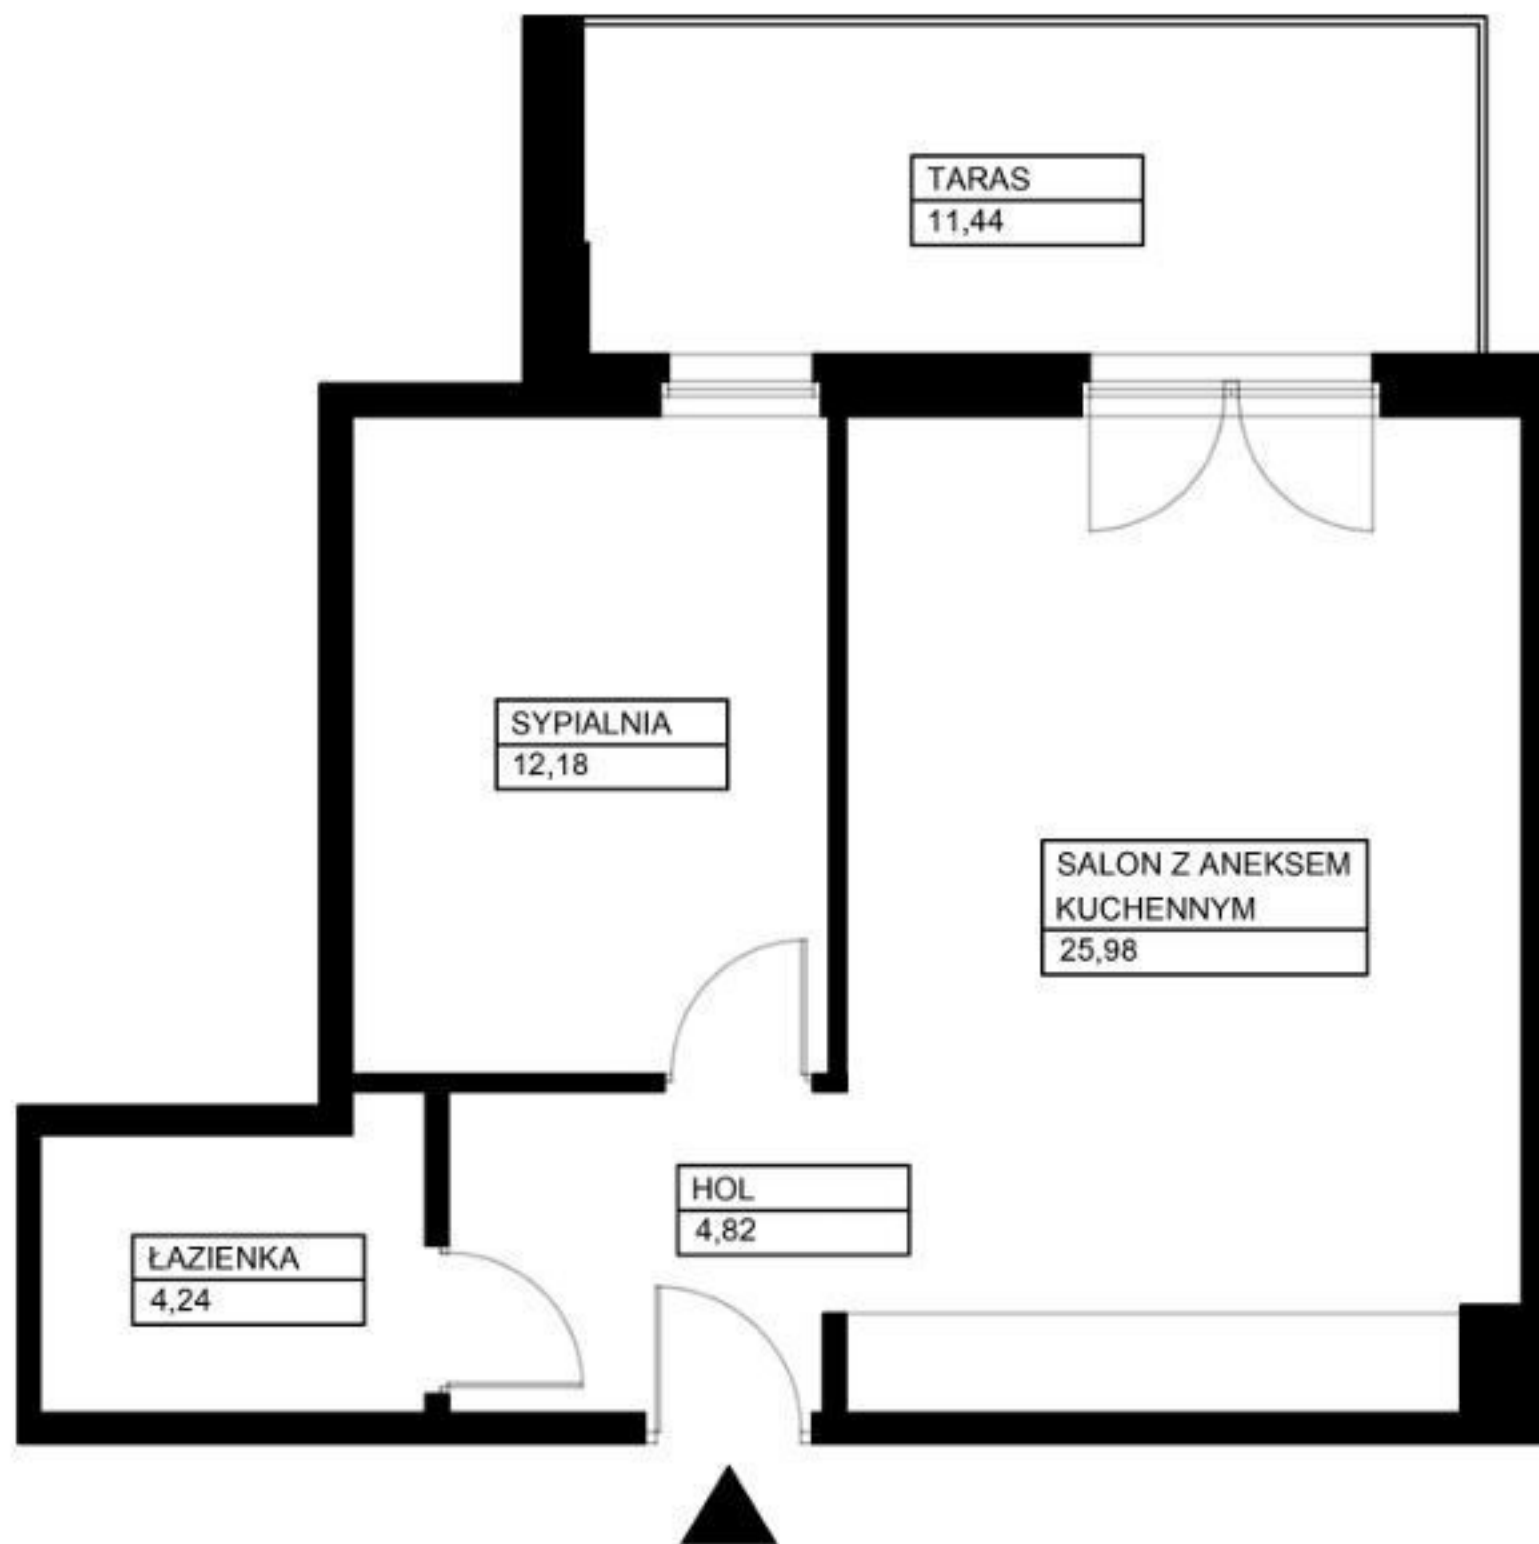 TARAS
11,44
SYPIALNIA
12,18
SALON Z ANEKSEM
KUCHENNYM
25,98
HOL
4,82
ŁAZIENKA
4,24